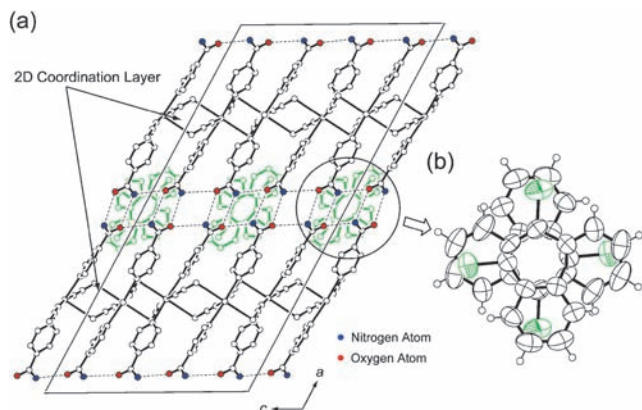 (a)
2D Coordination Layer
(b)
Nitrogen Atom
Oxygen Atom
a
c